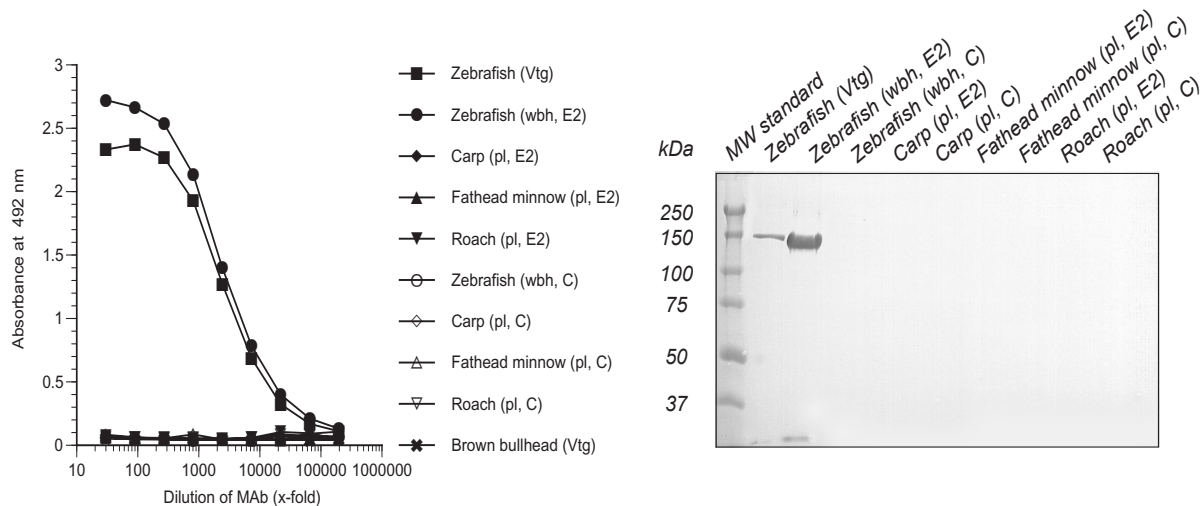 3
2.5
2
1.5
1
0.5
0
Absorbance at 492 nm
10
100
1000
10000
100000
1000000
Dilution of MAb (x-fold)
Zebrafish (Vtg)
Zebrafish (wbh, E2)
Carp (pl, E2)
Fathead minnow (pl, E2)
Roach (pl, E2)
Zebrafish (wbh, C)
Carp (pl, C)
Fathead minnow (pl, C)
Roach (pl, C)
Brown bullhead (Vtg)
kDa
MW standard
Zebrafish (Vtg)
Zebrafish (wbh, E2)
Zebrafish (wbh, C)
Carp (pl, E2)
Carp (pl, C)
Fathead minnow (pl, E2)
Fathead minnow (pl, C)
Roach (pl, E2)
Roach (pl, C)
250
150
100
75
50
37